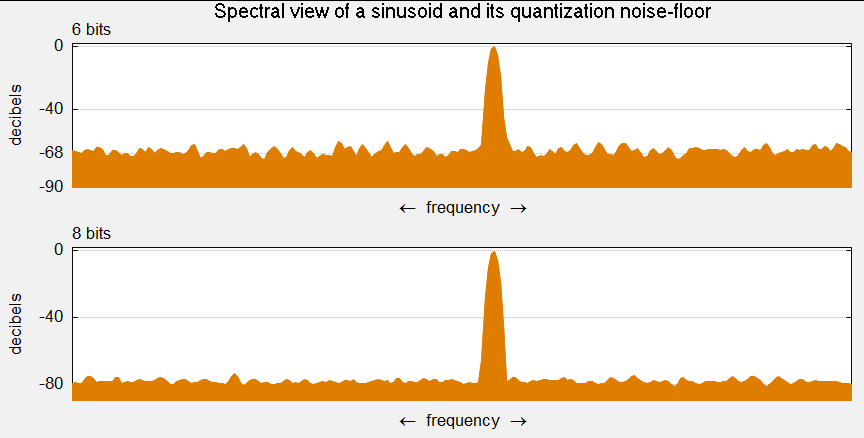 Spectral view of a sinusoid and its quantization noise-floor
6 bits
0
-40
-68
-90
decibels
← frequency →
8 bits
0
-40
-80
decibels
← frequency →